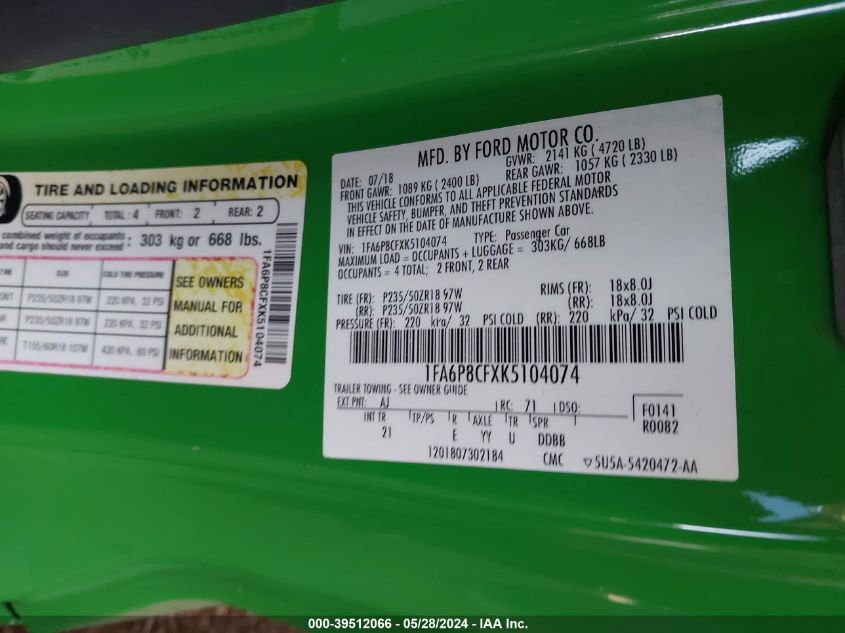 TIRE AND LOADING INFORMATION
SEATING CAPACITY TOTAL: 4 FRONT: 2 REAR: 2
combined weight of occupants : 303 kg or 668 lbs.
and cargo should never exceed
SIZE COLD TIRE PRESSURE
P235/50ZR18 97W 220 KPA, 32 PSI
P235/50ZR18 97W 220 KPA, 32 PSI
T155/60R18 107M 420 KPA, 60 PSI
SEE OWNERS
MANUAL FOR
ADDITIONAL
INFORMATION
1FA6P8CFXK5104074
MFD. BY FORD MOTOR CO.
DATE: 07/18 GVWR: 2141 KG ( 4720 LB)
FRONT GAWR: 1089 KG ( 2400 LB) REAR GAWR: 1057 KG ( 2330 LB)
THIS VEHICLE CONFORMS TO ALL APPLICABLE FEDERAL MOTOR
VEHICLE SAFETY, BUMPER, AND THEFT PREVENTION STANDARDS
IN EFFECT ON THE DATE OF MANUFACTURE SHOWN ABOVE.
VIN: 1FA6P8CFXK5104074 TYPE: Passenger Car
MAXIMUM LOAD = OCCUPANTS + LUGGAGE = 303KG/ 668LB
OCCUPANTS = 4 TOTAL; 2 FRONT, 2 REAR
TIRE (FR): P235/50ZR18 97W RIMS (FR): 18x8.0J
(RR): P235/50ZR18 97W (RR): 18x8.0J
PRESSURE (FR): 220 kPa/ 32 PSI COLD (RR): 220 kPa/ 32 PSI COLD
1FA6P8CFXK5104074
TRAILER TOWING - SEE OWNER GUIDE
EXT PNT: AJ RC: 71 DSO: F0141
INT TR TP/PS R AXLE TR SPR R0082
21 E YY U DDBB
1201807302184 CMC ▽5U5A-5420472-AA
000-39512066 - 05/28/2024 - IAA Inc.